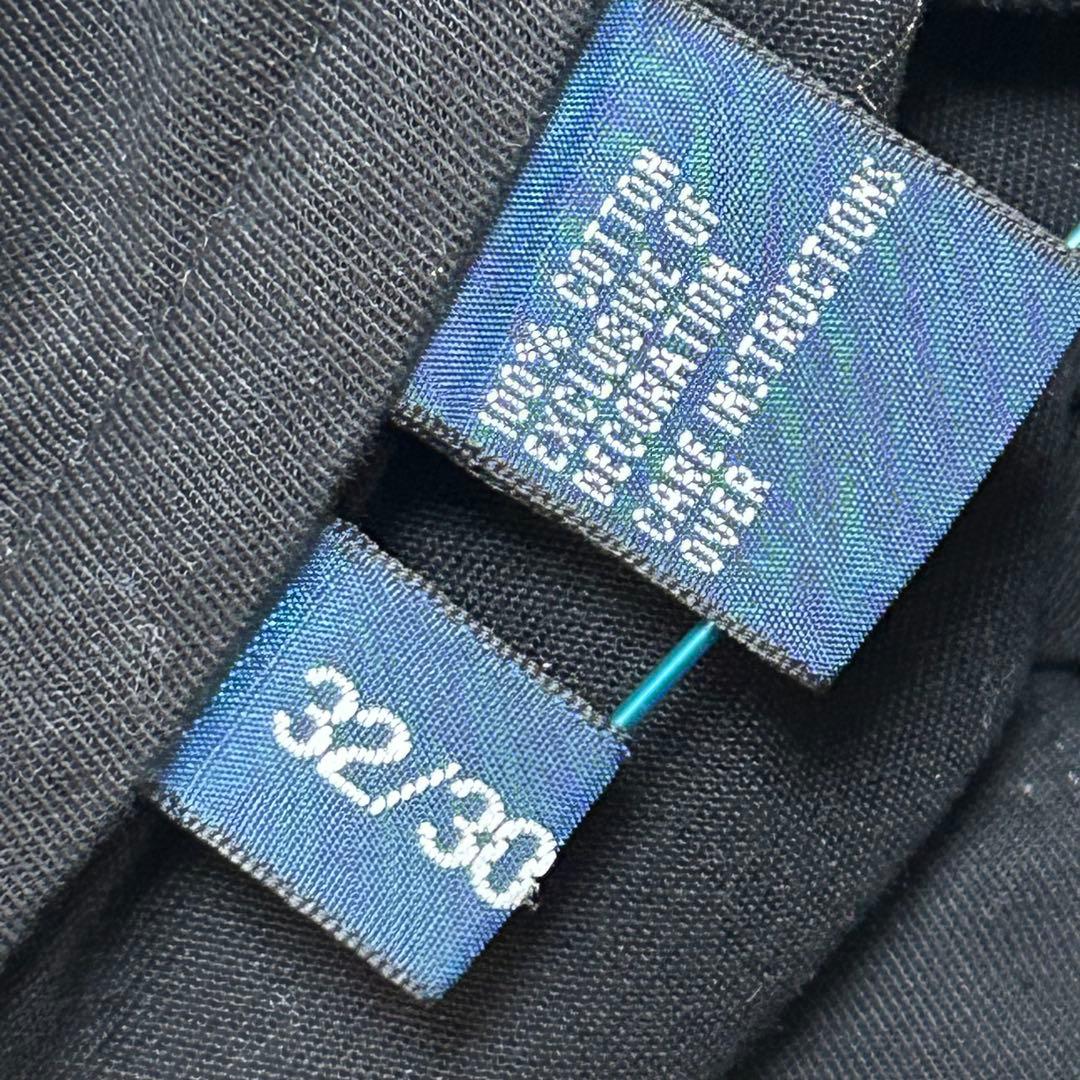 100% COTTON
EXCLUSIVE OF
DECORATION
CARE INSTRUCTIONS
OVER
32/30